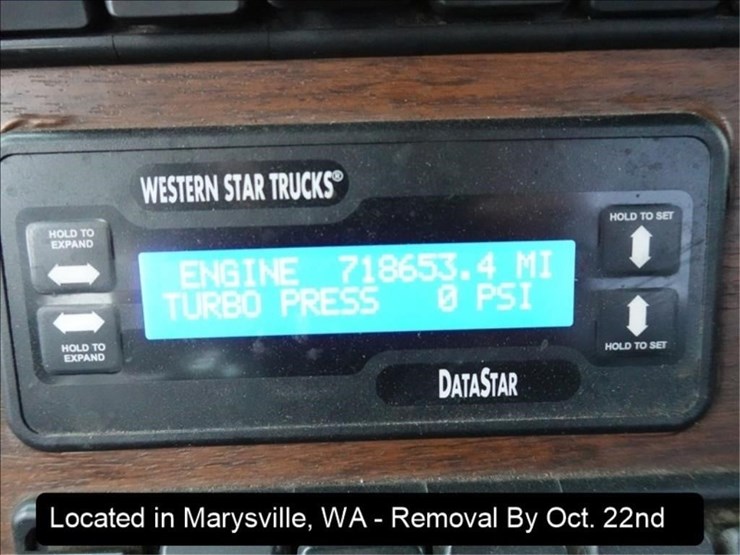 WESTERN STAR TRUCKS®
HOLD TO
EXPAND
HOLD TO SET
ENGINE 718653.4 MI
TURBO PRESS 0 PSI
HOLD TO
EXPAND
HOLD TO SET
DATASTAR
Located in Marysville, WA - Removal By Oct. 22nd